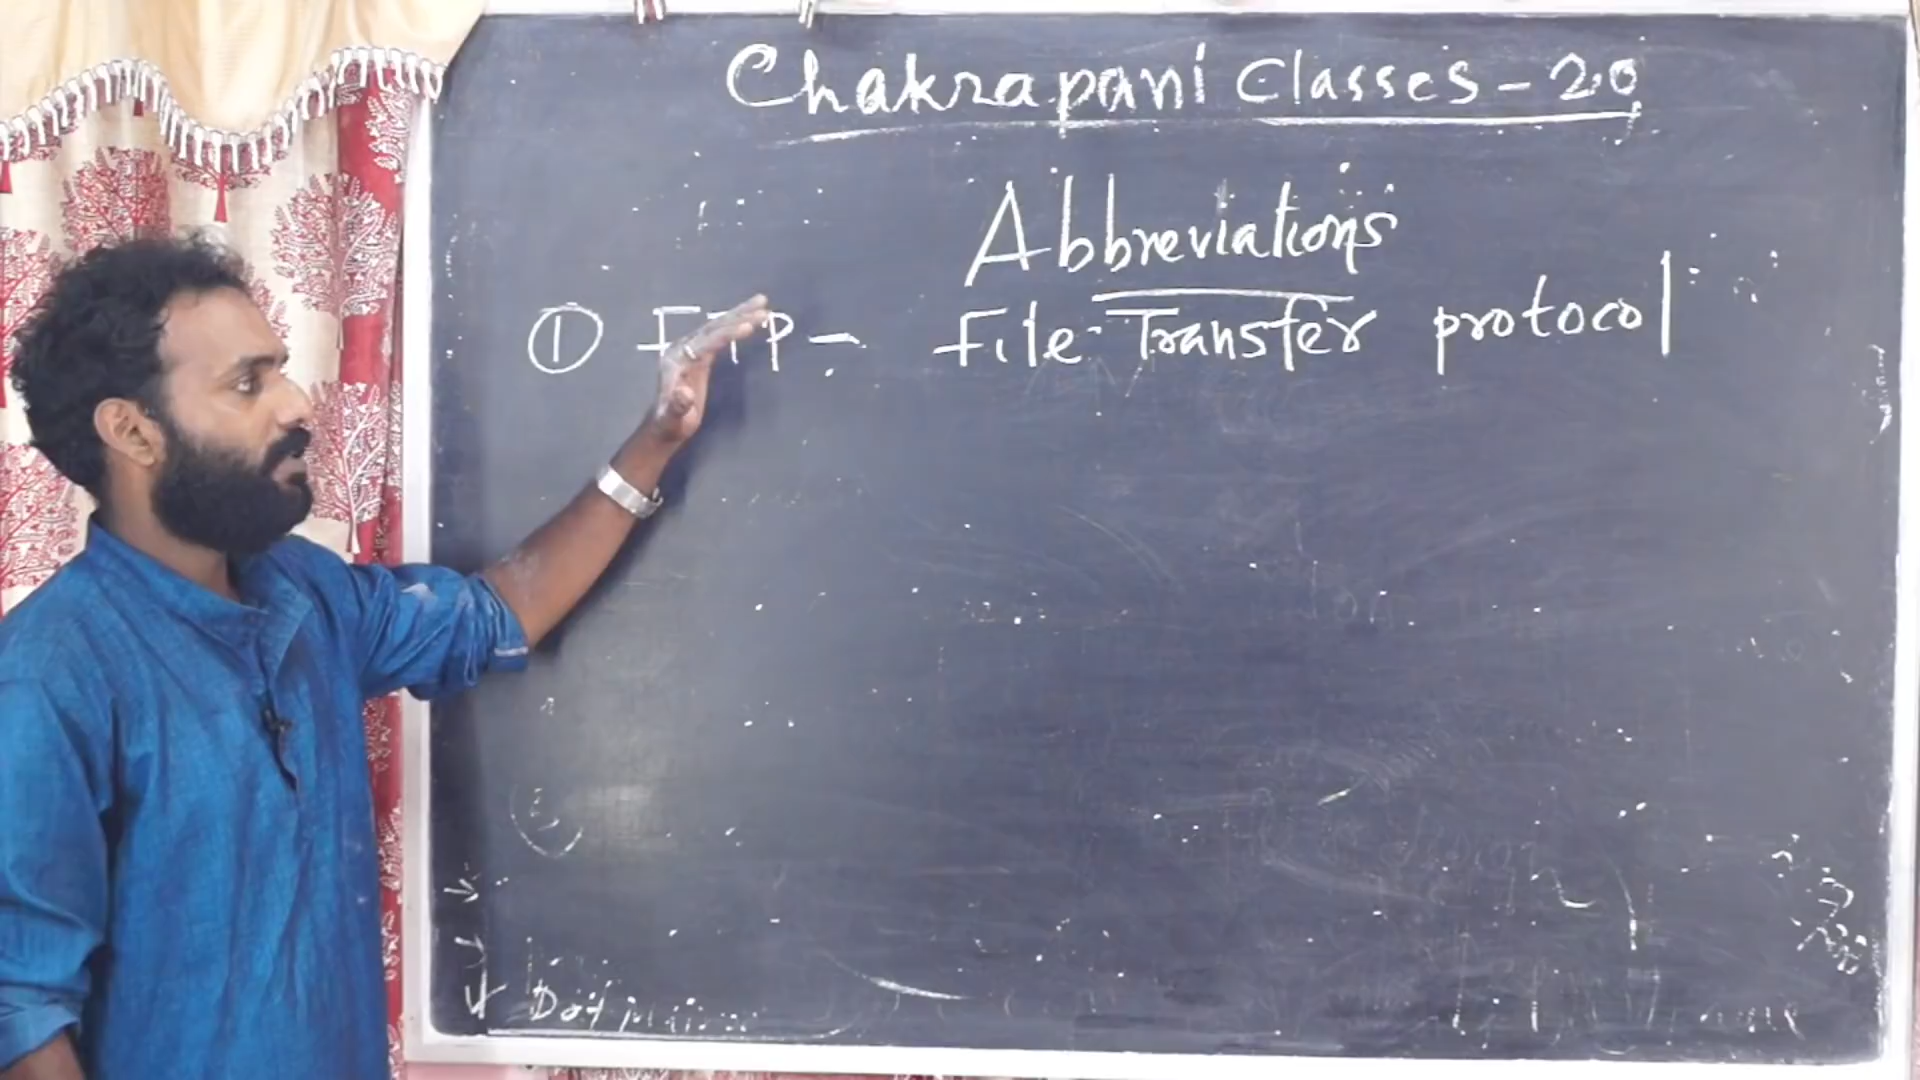 Chakrapani Classes - 20
Abbreviations
① FTP - File Transfer protocol